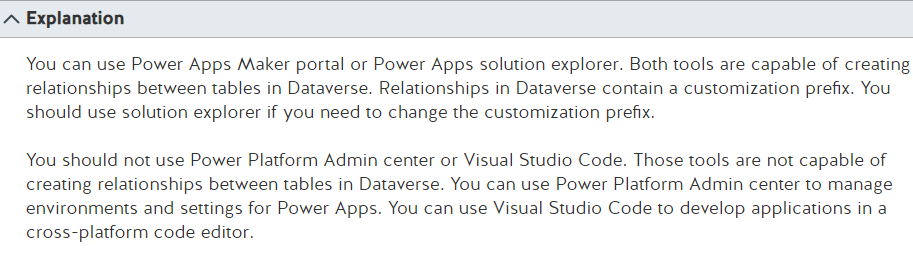 Explanation
You can use Power Apps Maker portal or Power Apps solution explorer. Both tools are capable of creating
relationships between tables in Dataverse. Relationships in Dataverse contain a customization prefix. You
should use solution explorer if you need to change the customization prefix.
You should not use Power Platform Admin center or Visual Studio Code. Those tools are not capable of
creating relationships between tables in Dataverse. You can use Power Platform Admin center to manage
environments and settings for Power Apps. You can use Visual Studio Code to develop applications in a
cross-platform code editor.